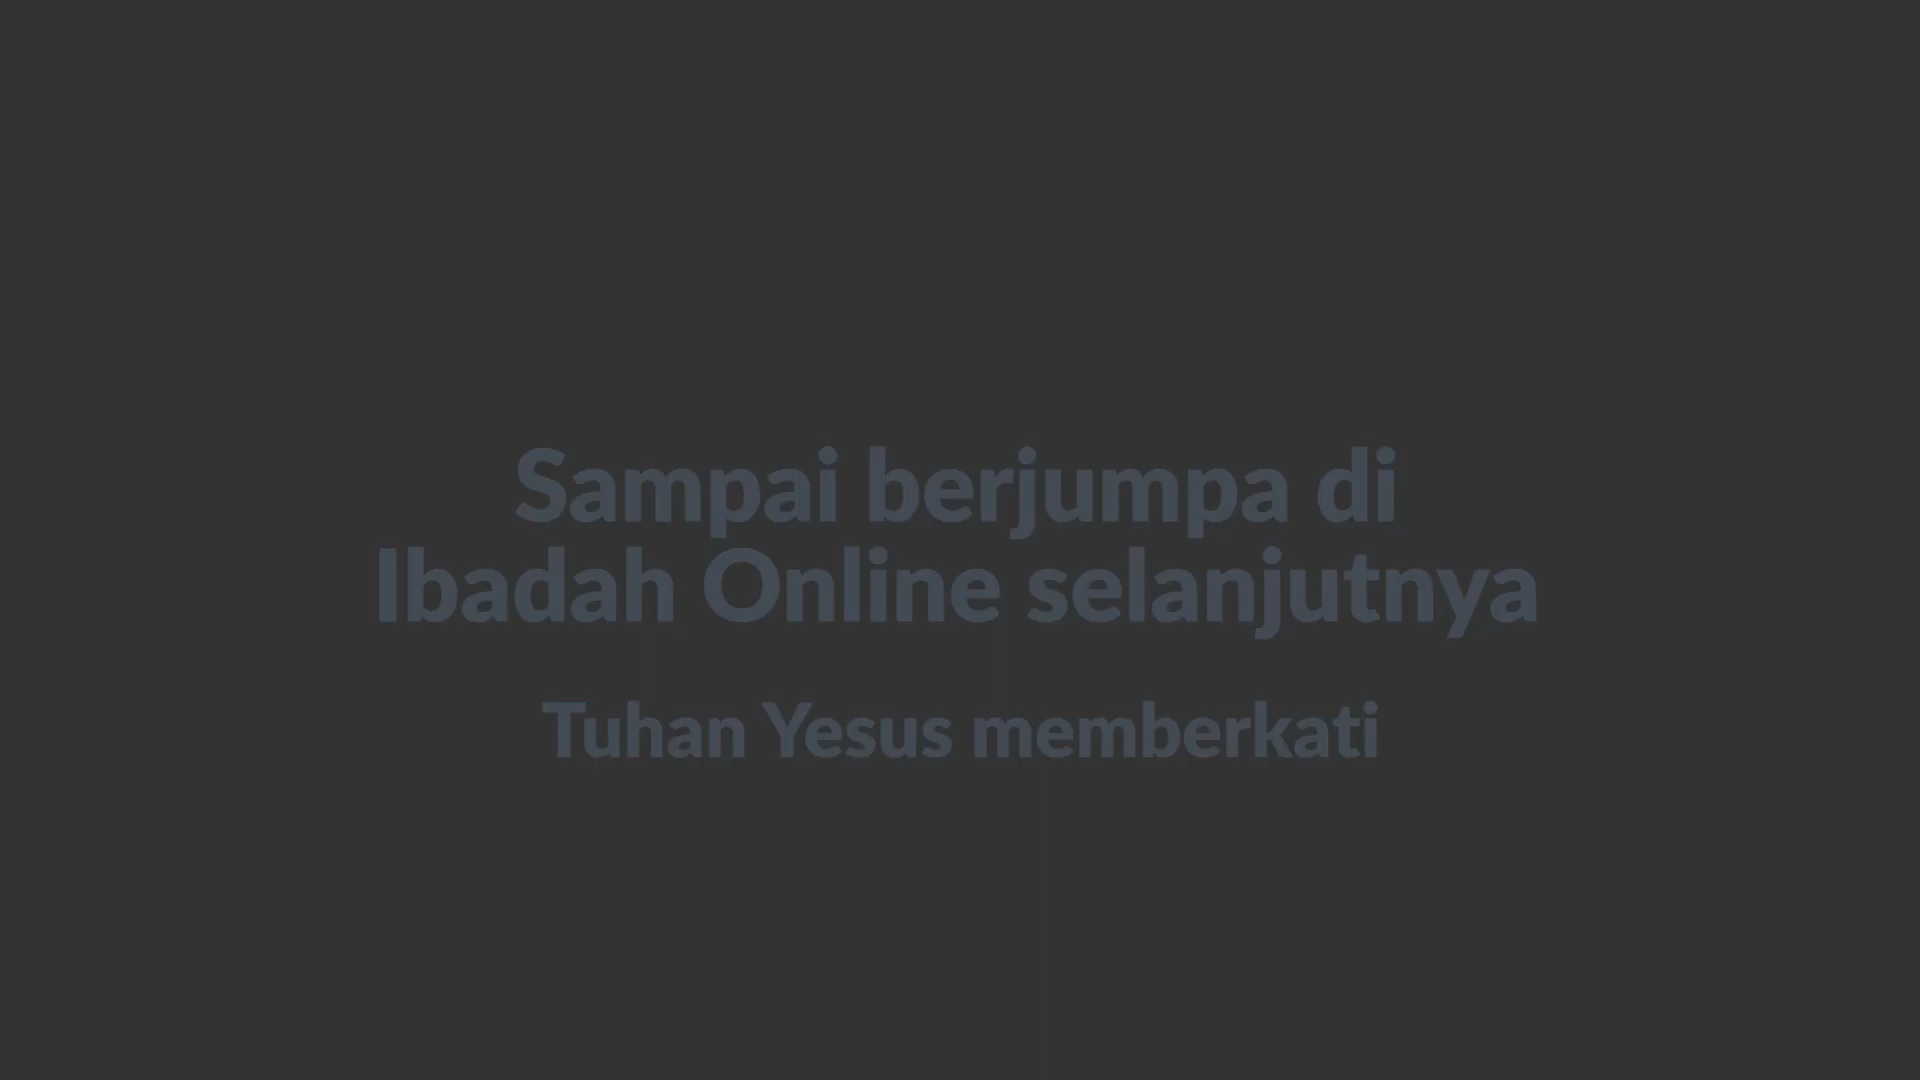 Sampai berjumpa di
Ibadah Online selanjutnya
Tuhan Yesus memberkati